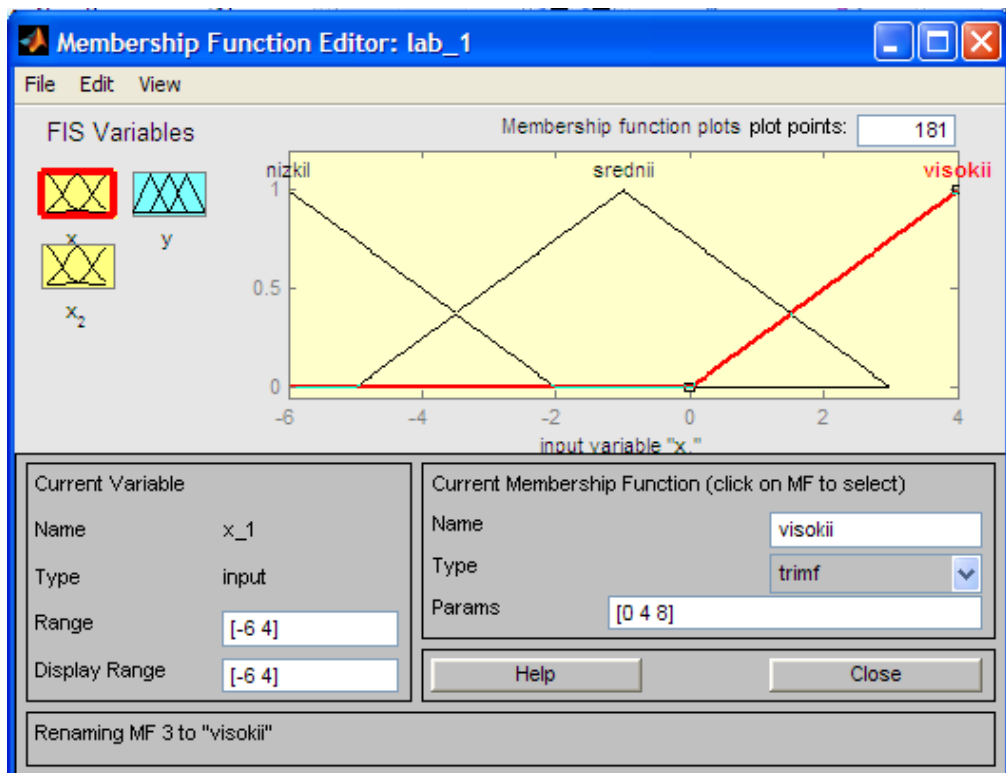 Membership Function Editor: lab_1
File Edit View
FIS Variables
Membership function plots plot points: 181
nizkil srednii visokii
x y
x2
1
0.5
0
-6 -4 -2 0 2 4
input variable "x."
Current Variable
Name x_1
Type input
Range [-6 4]
Display Range [-6 4]
Current Membership Function (click on MF to select)
Name visokii
Type trimf
Params [0 4 8]
Help Close
Renaming MF 3 to "visokii"